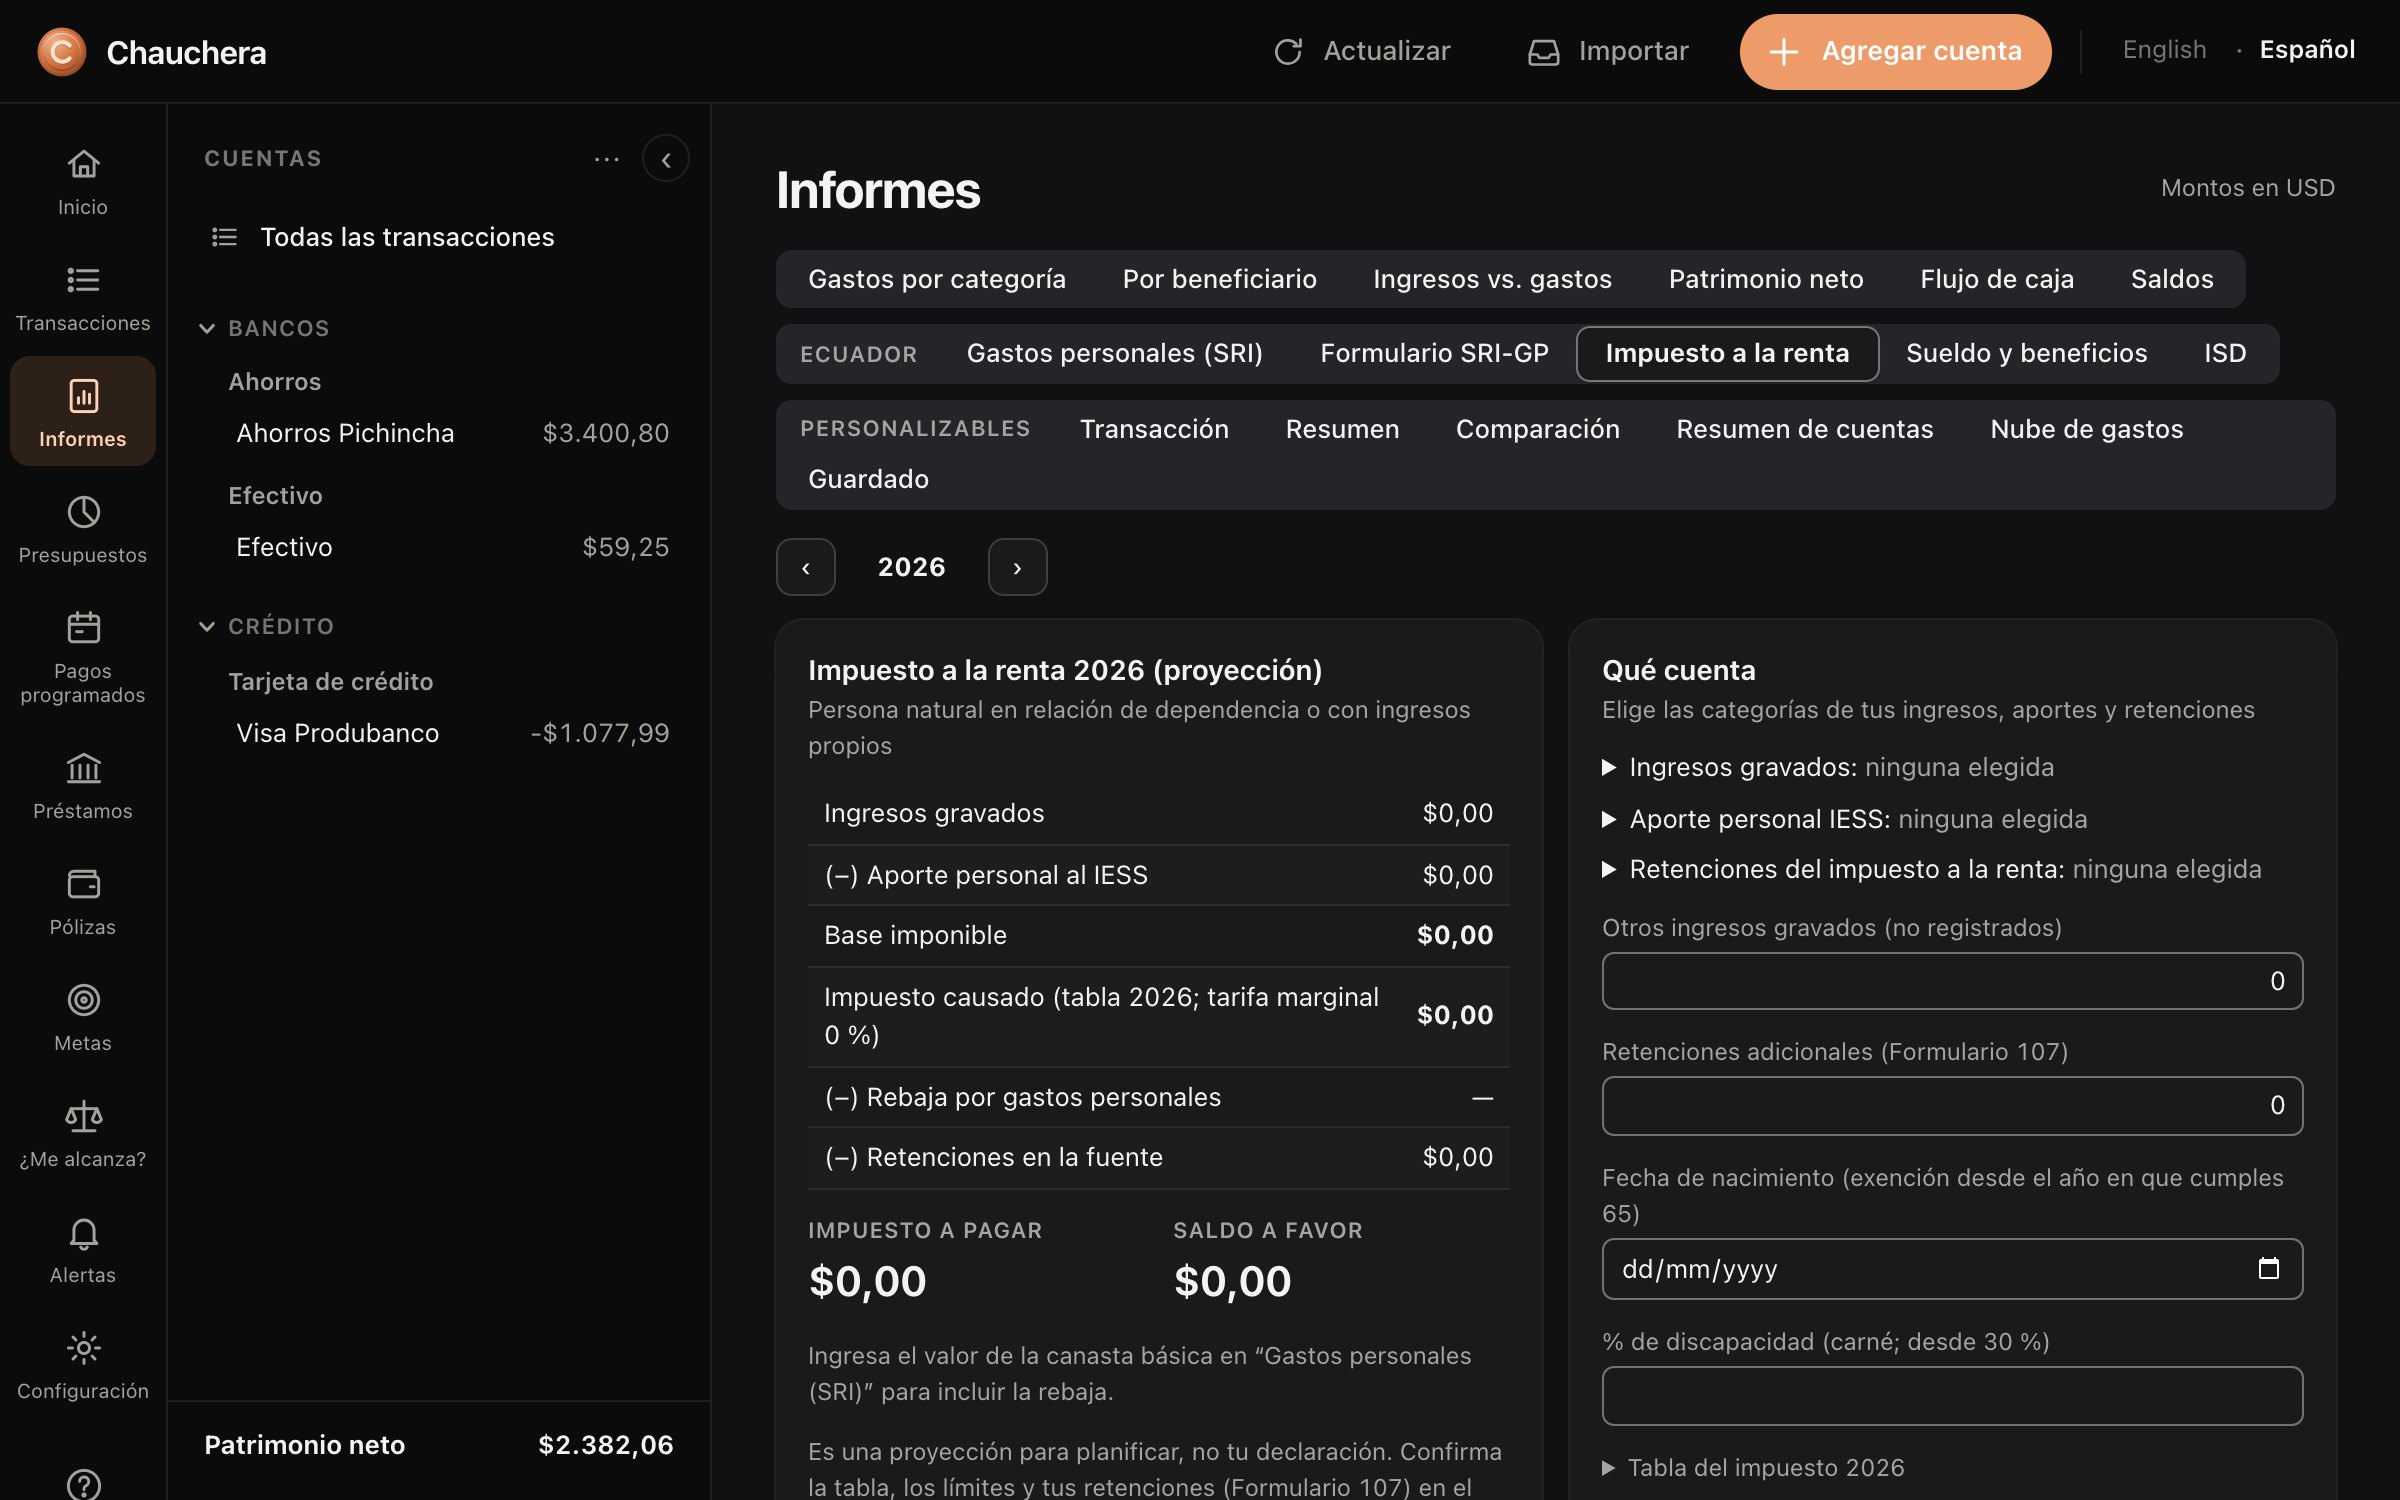 Chauchera
Actualizar
Importar
Agregar cuenta
English · Español
Inicio
Transacciones
Informes
Presupuestos
Pagos
programados
Préstamos
Pólizas
Metas
¿Me alcanza?
Alertas
Configuración
CUENTAS
Todas las transacciones
BANCOS
Ahorros
Ahorros Pichincha $3.400,80
Efectivo
Efectivo $59,25
CRÉDITO
Tarjeta de crédito
Visa Produbanco -$1.077,99
Patrimonio neto $2.382,06
Informes
Montos en USD
Gastos por categoría Por beneficiario Ingresos vs. gastos Patrimonio neto Flujo de caja Saldos
ECUADOR Gastos personales (SRI) Formulario SRI-GP Impuesto a la renta Sueldo y beneficios ISD
PERSONALIZABLES Transacción Resumen Comparación Resumen de cuentas Nube de gastos
Guardado
‹ 2026 ›
Impuesto a la renta 2026 (proyección)
Persona natural en relación de dependencia o con ingresos
propios
Ingresos gravados $0,00
(−) Aporte personal al IESS $0,00
Base imponible $0,00
Impuesto causado (tabla 2026; tarifa marginal
0 %) $0,00
(−) Rebaja por gastos personales —
(−) Retenciones en la fuente $0,00
IMPUESTO A PAGAR SALDO A FAVOR
$0,00 $0,00
Ingresa el valor de la canasta básica en “Gastos personales
(SRI)” para incluir la rebaja.
Es una proyección para planificar, no tu declaración. Confirma
la tabla, los límites y tus retenciones (Formulario 107) en el
Qué cuenta
Elige las categorías de tus ingresos, aportes y retenciones
Ingresos gravados: ninguna elegida
Aporte personal IESS: ninguna elegida
Retenciones del impuesto a la renta: ninguna elegida
Otros ingresos gravados (no registrados)
0
Retenciones adicionales (Formulario 107)
0
Fecha de nacimiento (exención desde el año en que cumples
65)
dd/mm/yyyy
% de discapacidad (carné; desde 30 %)
Tabla del impuesto 2026